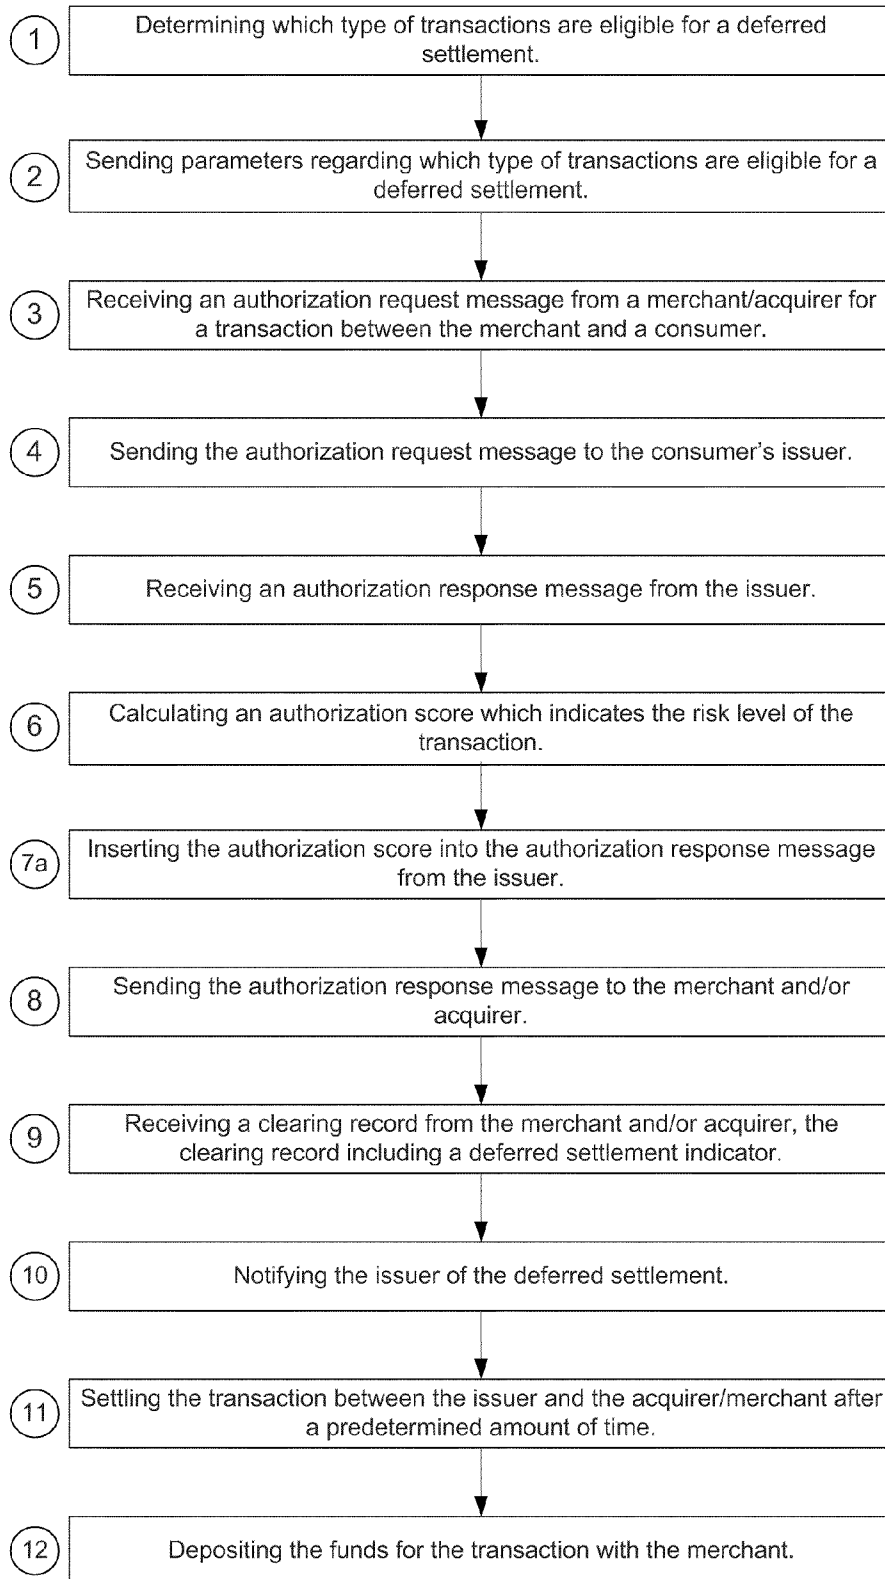 1
Determining which type of transactions are eligible for a deferred
settlement.
2
Sending parameters regarding which type of transactions are eligible for a
deferred settlement.
3
Receiving an authorization request message from a merchant/acquirer for
a transaction between the merchant and a consumer.
4
Sending the authorization request message to the consumer's issuer.
5
Receiving an authorization response message from the issuer.
6
Calculating an authorization score which indicates the risk level of the
transaction.
7a
Inserting the authorization score into the authorization response message
from the issuer.
8
Sending the authorization response message to the merchant and/or
acquirer.
9
Receiving a clearing record from the merchant and/or acquirer, the
clearing record including a deferred settlement indicator.
10
Notifying the issuer of the deferred settlement.
11
Settling the transaction between the issuer and the acquirer/merchant after
a predetermined amount of time.
12
Depositing the funds for the transaction with the merchant.